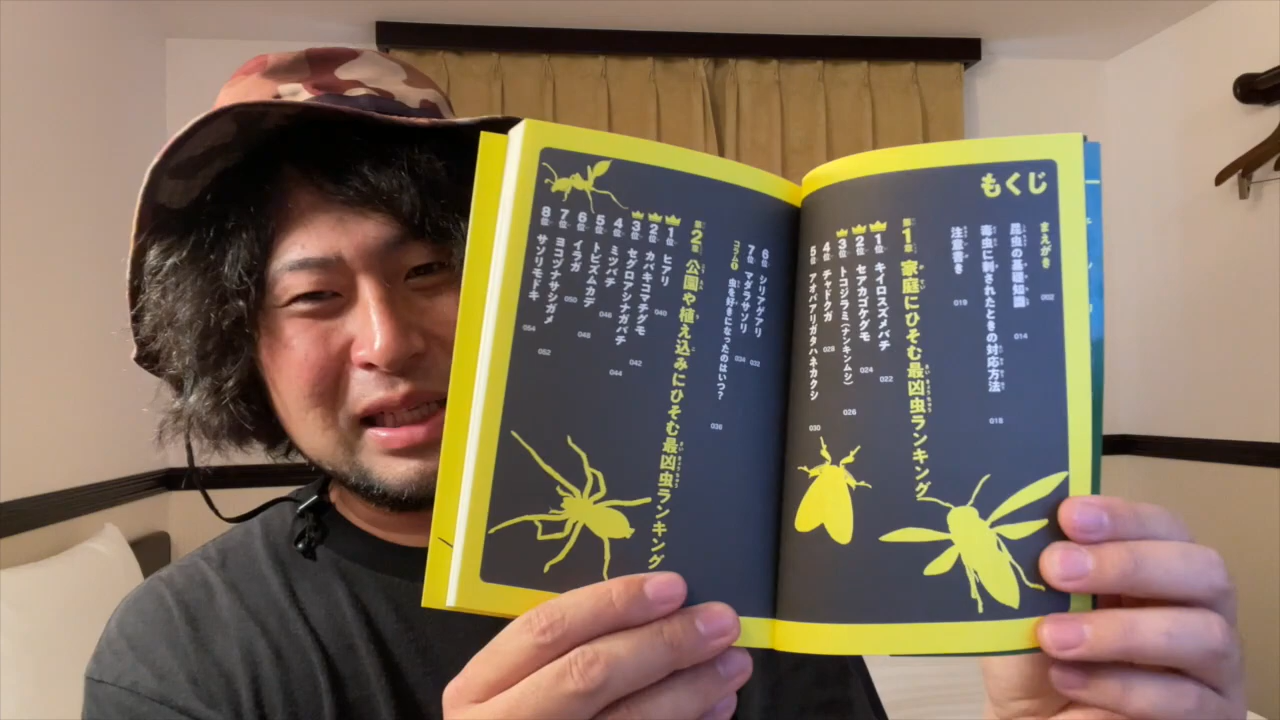 もくじ
まえがき 002
昆虫の基礎知識 014
毒虫に刺されたときの対応方法 018
注意書き 019
第1章 家庭にひそむ最凶虫ランキング
1位 キイロスズメバチ 022
2位 セアカゴケグモ 024
3位 トコジラミ(ナンキンムシ) 026
4位 チャドクガ 028
5位 アオバアリガタハネカクシ 030
6位 シリアゲアリ 032
7位 マダラサソリ 034
コラム1 虫を好きになったのはいつ? 036
第2章 公園や植え込みにひそむ最凶虫ランキング
1位 ヒアリ 040
2位 カバキコマチグモ 042
3位 セグロアシナガバチ 044
4位 ミツバチ 046
5位 トビズムカデ 048
6位 イラガ 050
7位 ヨコヅナサシガメ 052
8位 サソリモドキ 054